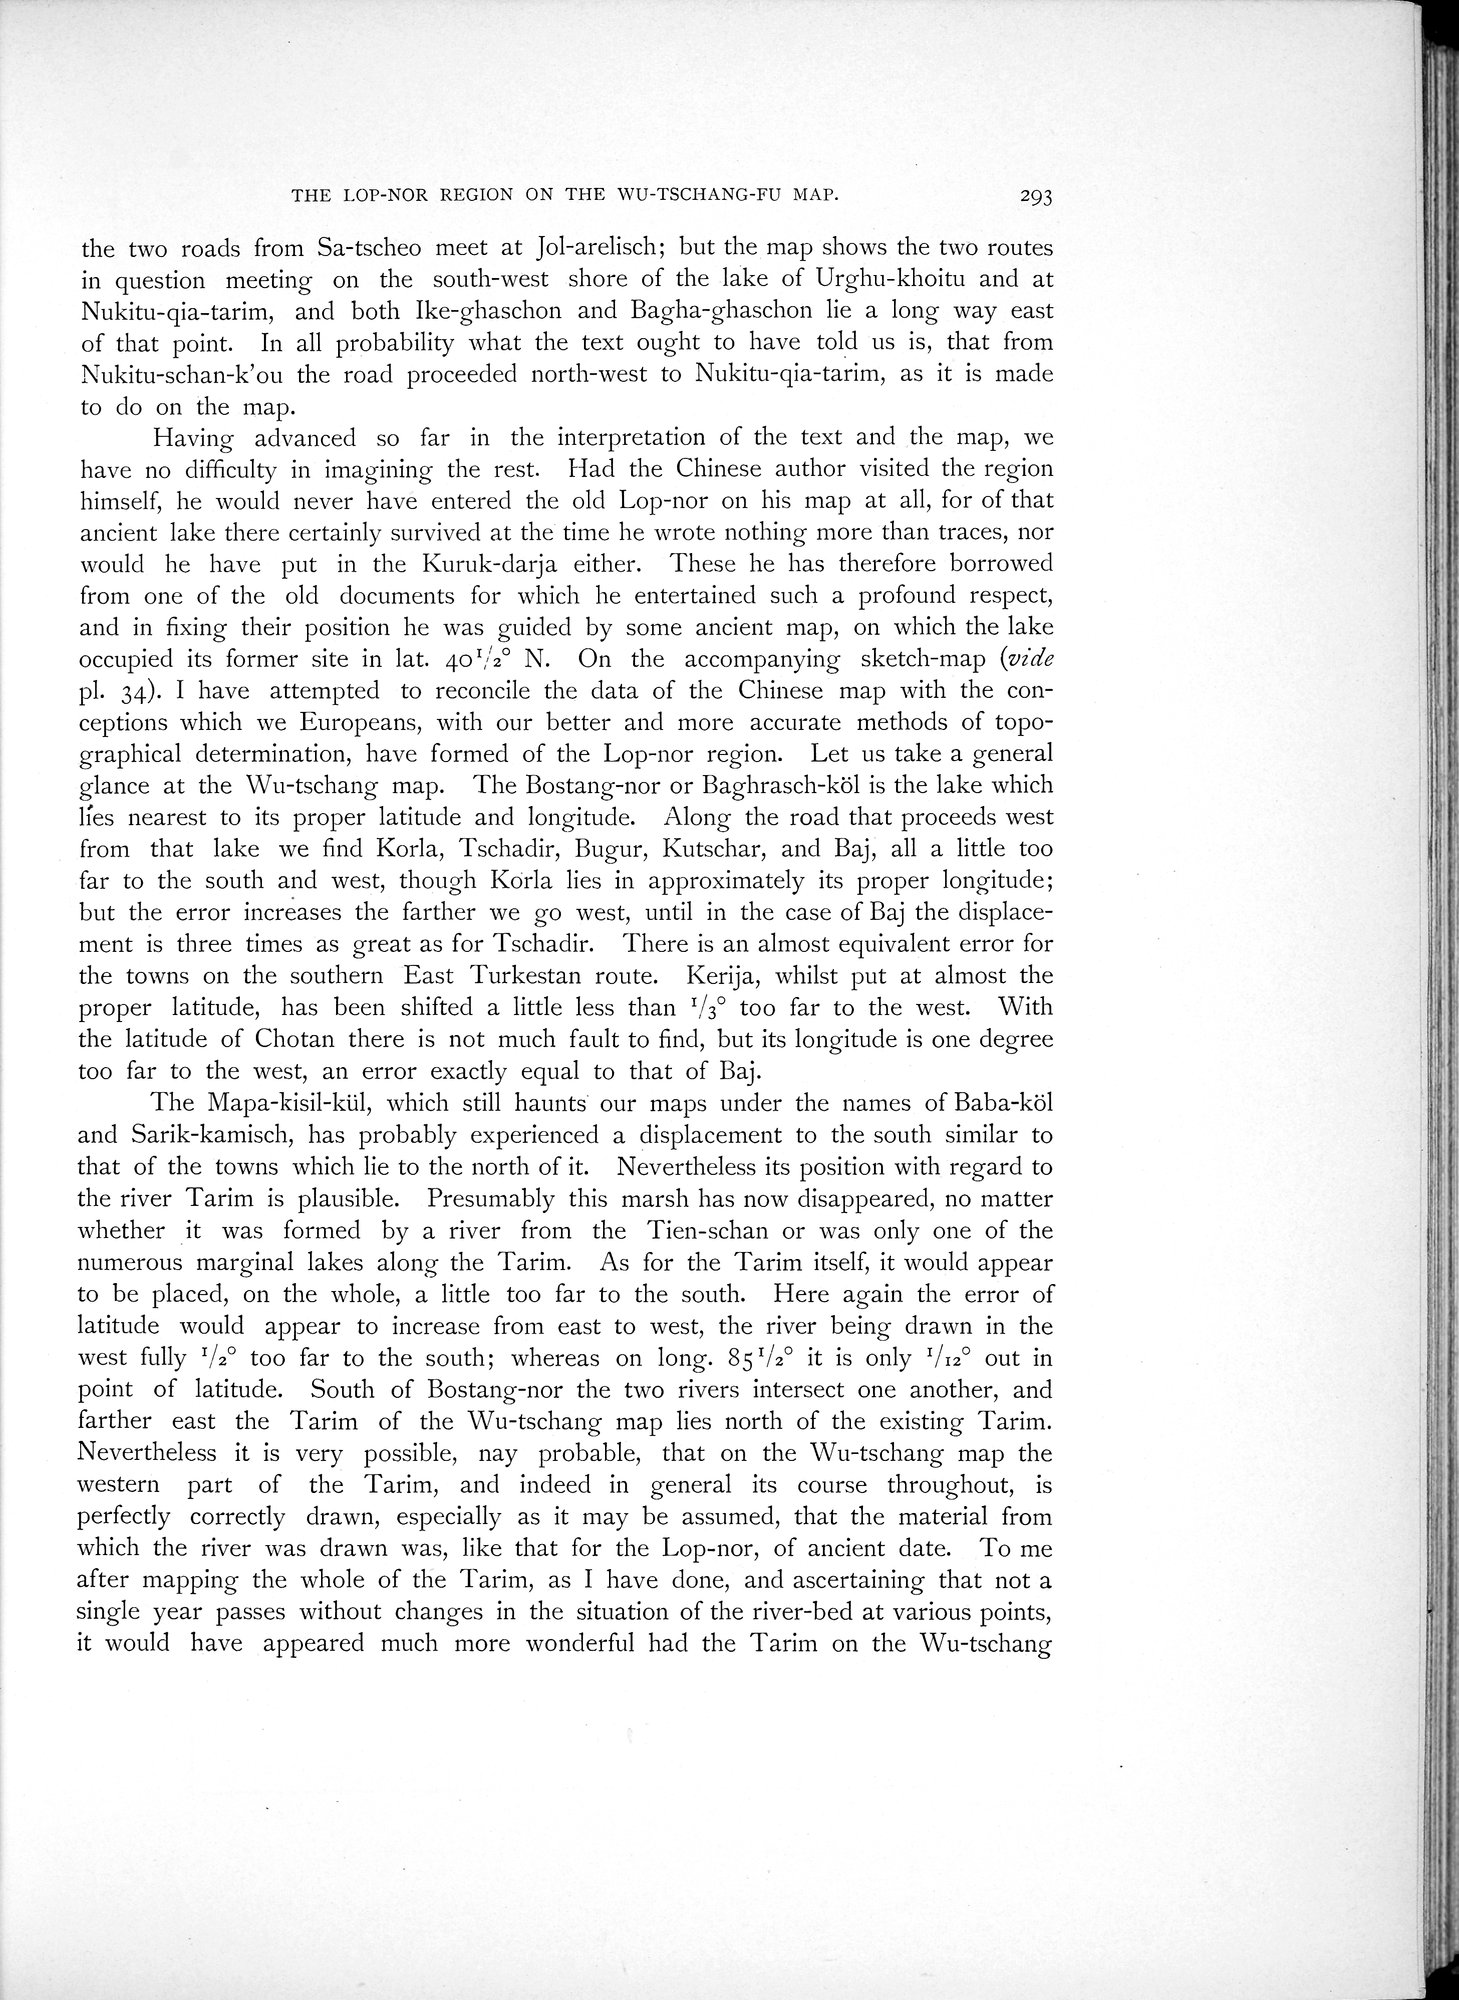 THE LOP-NOR REGION ON THE WU-TSCHANG-FU MAP. 293
the two roads from Sa-tscheo meet at Jol-arelisch; but the map shows the two routes
in question meeting on the south-west shore of the lake of Urghu-khoitu and at
Nukitu-qia-tarim, and both Ike-ghaschon and Bagha-ghaschon lie a long way east
of that point. In all probability what the text ought to have told us is, that from
Nukitu-schan-k'ou the road proceeded north-west to Nukitu-qia-tarim, as it is made
to do on the map.
Having advanced so far in the interpretation of the text and the map, we
have no difficulty in imagining the rest. Had the Chinese author visited the region
himself, he would never have entered the old Lop-nor on his map at all, for of that
ancient lake there certainly survived at the time he wrote nothing more than traces, nor
would he have put in the Kuruk-darja either. These he has therefore borrowed
from one of the old documents for which he entertained such a profound respect,
and in fixing their position he was guided by some ancient map, on which the lake
occupied its former site in lat. 40 1/2° N. On the accompanying sketch-map (vide
pl. 34). I have attempted to reconcile the data of the Chinese map with the con-
ceptions which we Europeans, with our better and more accurate methods of topo-
graphical determination, have formed of the Lop-nor region. Let us take a general
glance at the Wu-tschang map. The Bostang-nor or Baghrasch-köl is the lake which
lies nearest to its proper latitude and longitude. Along the road that proceeds west
from that lake we find Korla, Tschadir, Bugur, Kutschar, and Baj, all a little too
far to the south and west, though Korla lies in approximately its proper longitude;
but the error increases the farther we go west, until in the case of Baj the displace-
ment is three times as great as for Tschadir. There is an almost equivalent error for
the towns on the southern East Turkestan route. Kerija, whilst put at almost the
proper latitude, has been shifted a little less than 1/3° too far to the west. With
the latitude of Chotan there is not much fault to find, but its longitude is one degree
too far to the west, an error exactly equal to that of Baj.
The Mapa-kisil-kül, which still haunts our maps under the names of Baba-köl
and Sarik-kamisch, has probably experienced a displacement to the south similar to
that of the towns which lie to the north of it. Nevertheless its position with regard to
the river Tarim is plausible. Presumably this marsh has now disappeared, no matter
whether it was formed by a river from the Tien-schan or was only one of the
numerous marginal lakes along the Tarim. As for the Tarim itself, it would appear
to be placed, on the whole, a little too far to the south. Here again the error of
latitude would appear to increase from east to west, the river being drawn in the
west fully 1/2° too far to the south; whereas on long. 85 1/2° it is only 1/12° out in
point of latitude. South of Bostang-nor the two rivers intersect one another, and
farther east the Tarim of the Wu-tschang map lies north of the existing Tarim.
Nevertheless it is very possible, nay probable, that on the Wu-tschang map the
western part of the Tarim, and indeed in general its course throughout, is
perfectly correctly drawn, especially as it may be assumed, that the material from
which the river was drawn was, like that for the Lop-nor, of ancient date. To me
after mapping the whole of the Tarim, as I have done, and ascertaining that not a
single year passes without changes in the situation of the river-bed at various points,
it would have appeared much more wonderful had the Tarim on the Wu-tschang